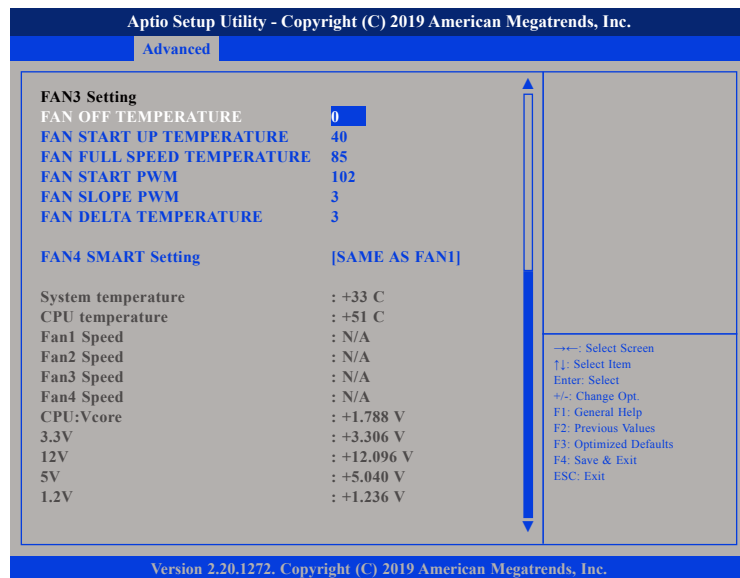 Aptio Setup Utility - Copyright (C) 2019 American Megatrends, Inc.
Advanced
FAN3 Setting
FAN OFF TEMPERATURE 0
FAN START UP TEMPERATURE 40
FAN FULL SPEED TEMPERATURE 85
FAN START PWM 102
FAN SLOPE PWM 3
FAN DELTA TEMPERATURE 3
FAN4 SMART Setting [SAME AS FAN1]
System temperature : +33 C
CPU temperature : +51 C
Fan1 Speed : N/A
Fan2 Speed : N/A
Fan3 Speed : N/A
Fan4 Speed : N/A
CPU:Vcore : +1.788 V
3.3V : +3.306 V
12V : +12.096 V
5V : +5.040 V
1.2V : +1.236 V
→←: Select Screen
↑↓: Select Item
Enter: Select
+/-: Change Opt.
F1: General Help
F2: Previous Values
F3: Optimized Defaults
F4: Save & Exit
ESC: Exit
Version 2.20.1272. Copyright (C) 2019 American Megatrends, Inc.